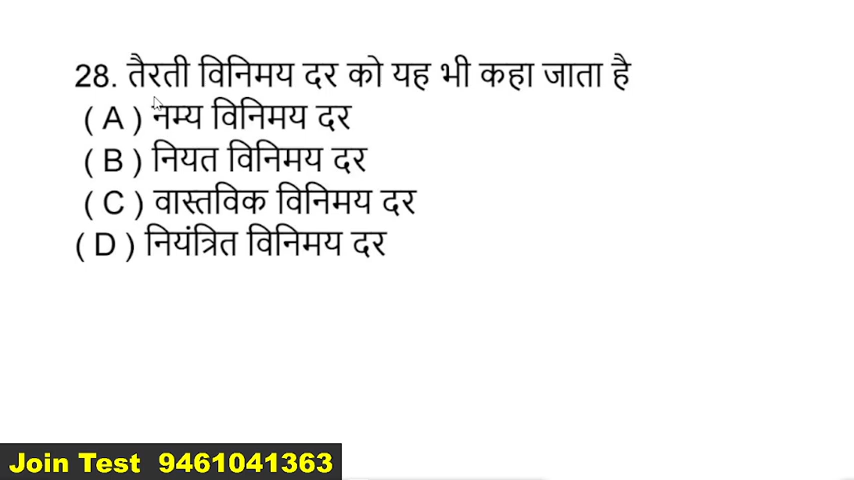 28. तैरती विनिमय दर को यह भी कहा जाता है
( A ) नम्य विनिमय दर
( B ) नियत विनिमय दर
( C ) वास्तविक विनिमय दर
( D ) नियंत्रित विनिमय दर
Join Test 9461041363